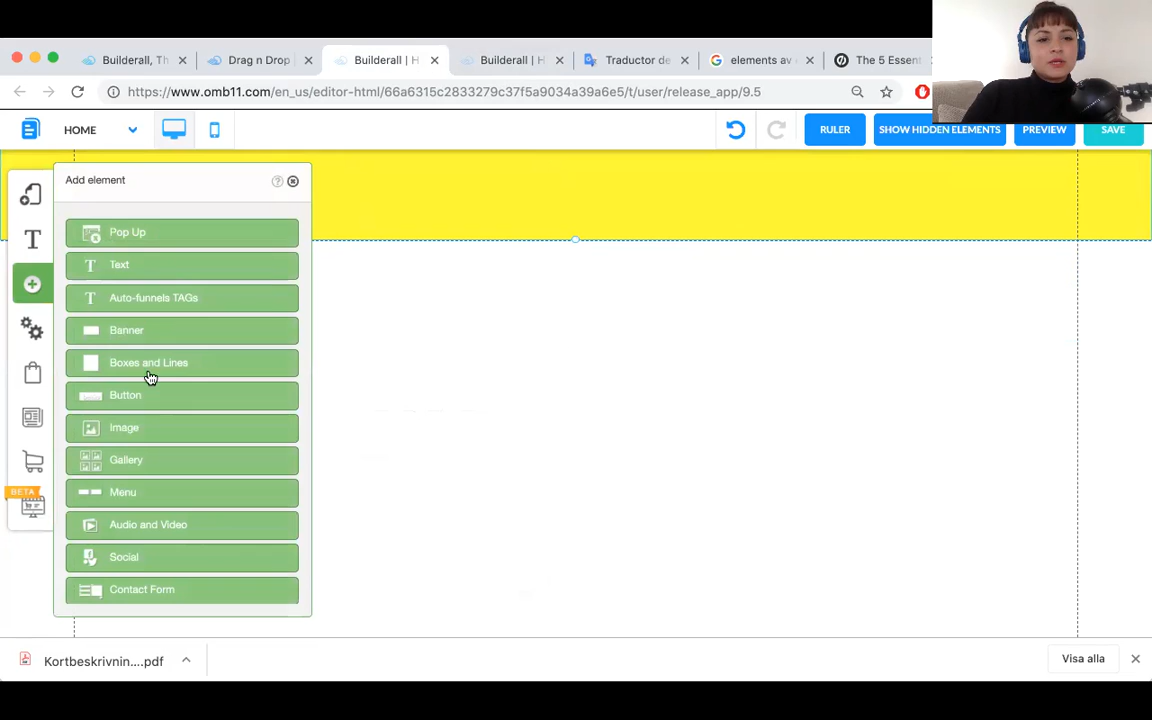 Builderall, Th
Drag n Drop
Builderall | H
Builderall | H
Traductor de
elements av
The 5 Essen
https://www.omb11.com/en_us/editor-html/66a6315c2833279c37f5a9034a39a6e5/t/user/release_app/9.5
HOME
RULER
SHOW HIDDEN ELEMENTS
PREVIEW
SAVE
Add element
Pop Up
T Text
T Auto-funnels TAGs
Banner
Boxes and Lines
Button
Image
Gallery
Menu
Audio and Video
Social
Contact Form
T
BETA
Kortbeskrivnin....pdf
Visa alla